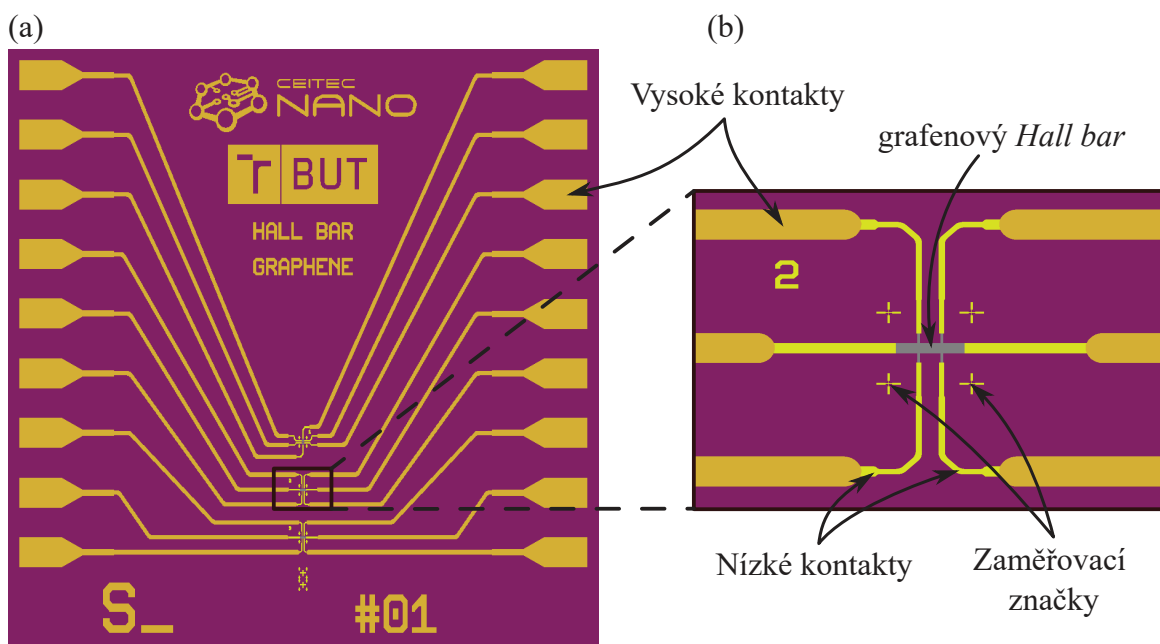 (a)
(b)
CEITEC
NANO
BUT
HALL BAR
GRAPHENE
S_
#01
Vysoké kontakty
grafenový Hall bar
2
Nízké kontakty
Zaměřovací
značky